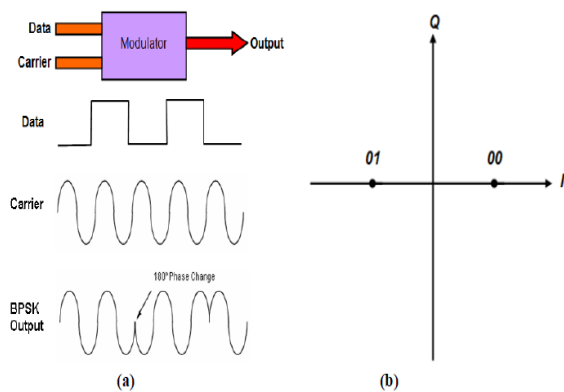 Data
Modulator
Output
Carrier
Data
Carrier
180° Phase Change
BPSK
Output
(a)
Q
01
00
I
(b)